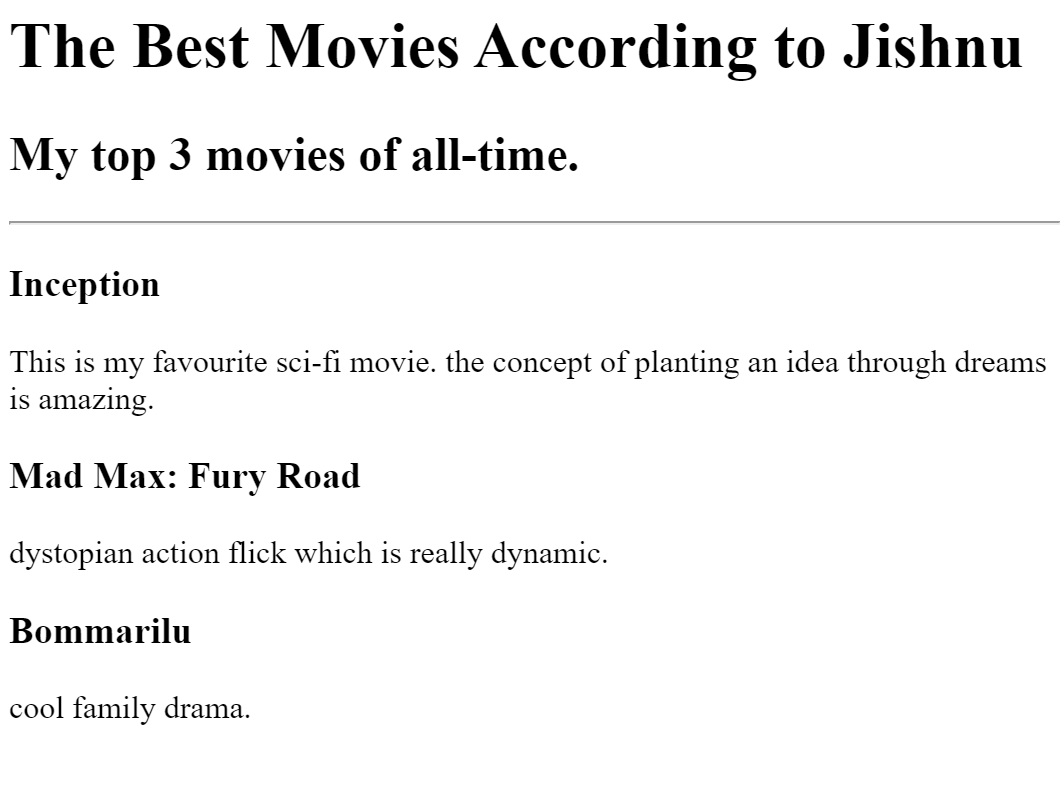 The Best Movies According to Jishnu
My top 3 movies of all-time.
Inception
This is my favourite sci-fi movie. the concept of planting an idea through dreams
is amazing.
Mad Max: Fury Road
dystopian action flick which is really dynamic.
Bommarilu
cool family drama.